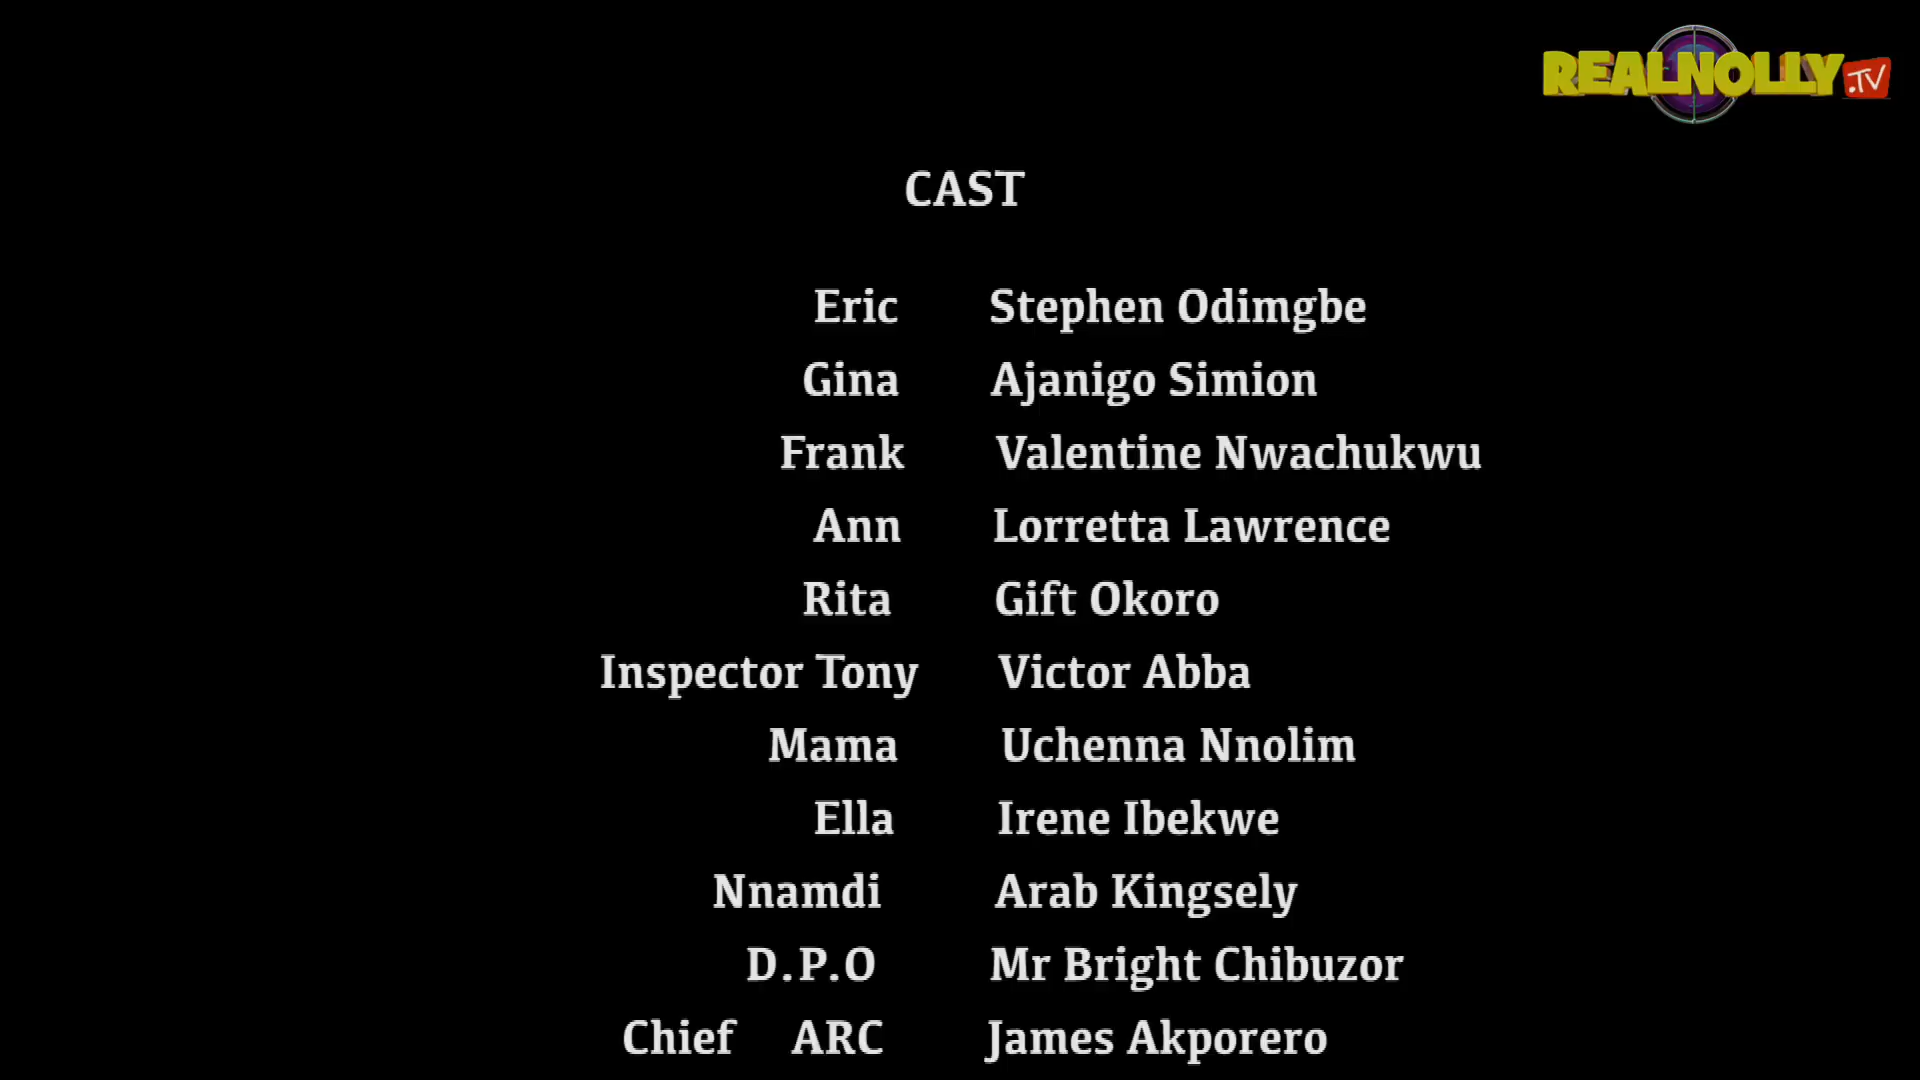 REALNOLLY.TV
CAST
Eric Stephen Odimgbe
Gina Ajanigo Simion
Frank Valentine Nwachukwu
Ann Lorretta Lawrence
Rita Gift Okoro
Inspector Tony Victor Abba
Mama Uchenna Nnolim
Ella Irene Ibekwe
Nnamdi Arab Kingsely
D.P.O Mr Bright Chibuzor
Chief ARC James Akporero